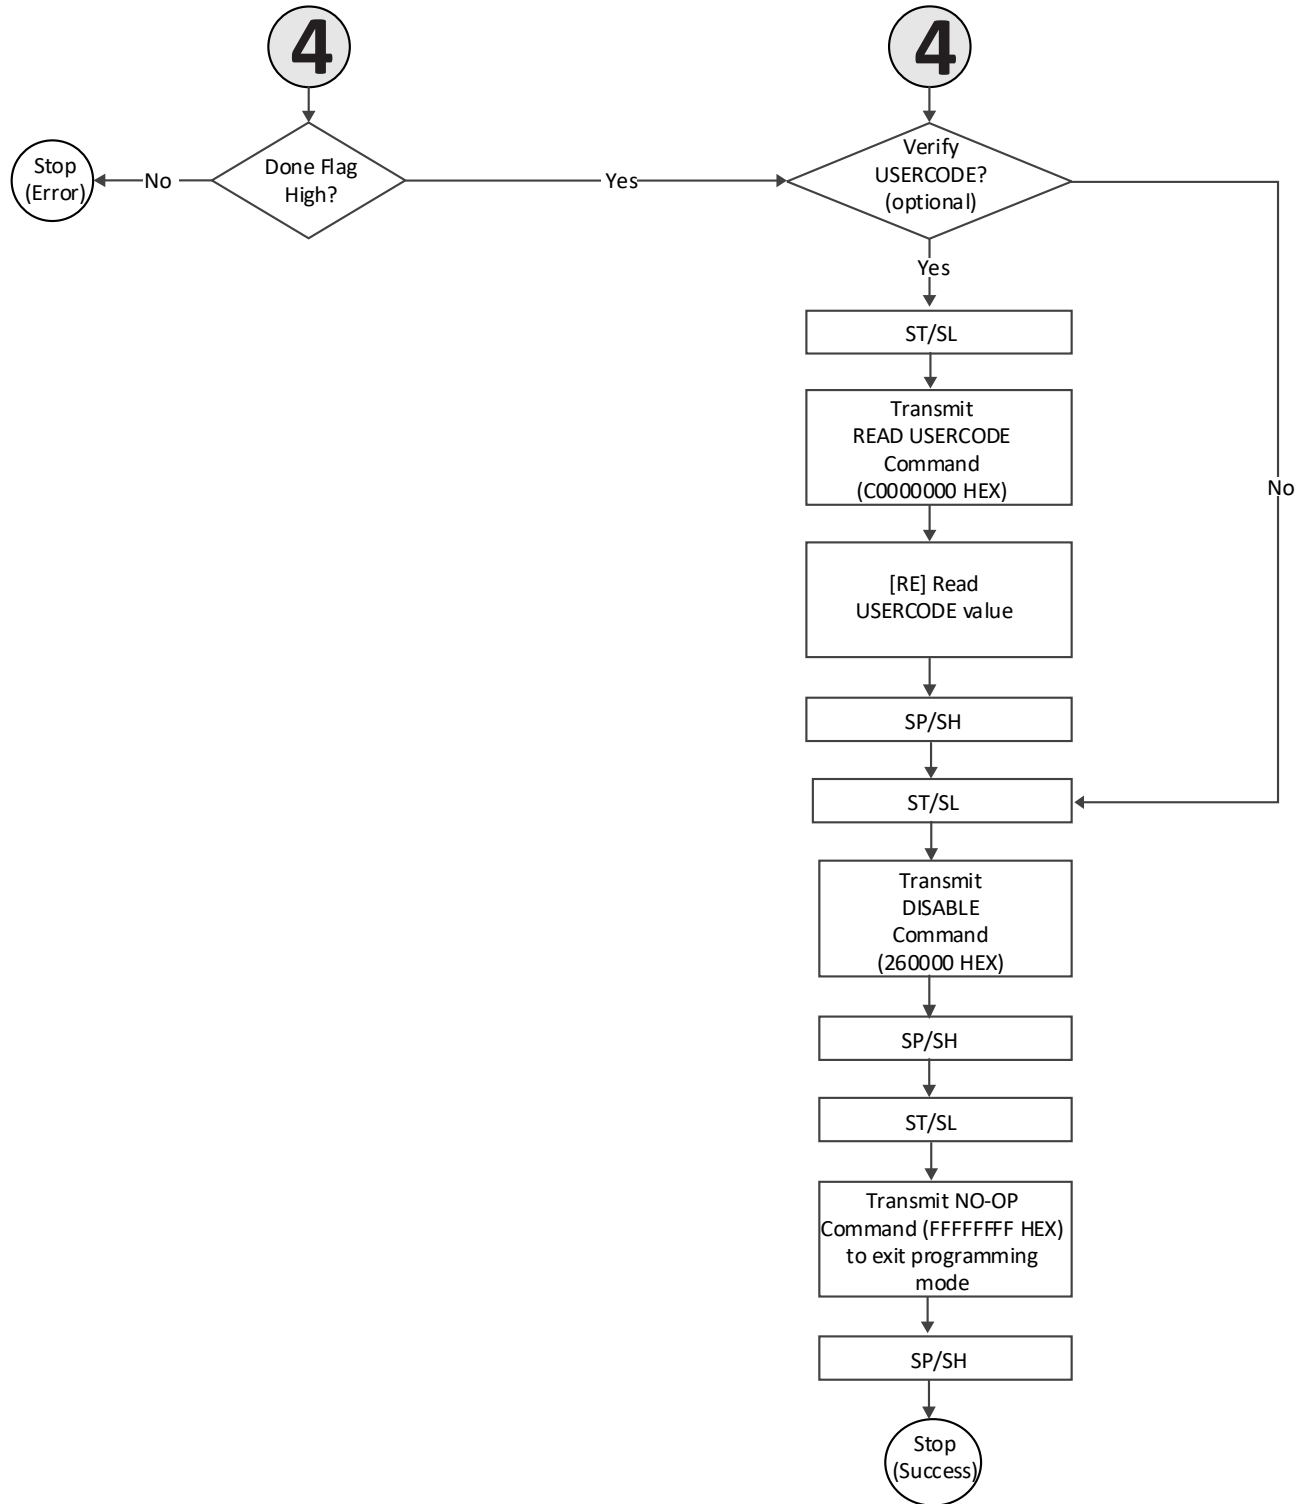 4
4
Stop
(Error)
No
Done Flag
High?
Yes
Verify
USERCODE?
(optional)
Yes
No
ST/SL
Transmit
READ USERCODE
Command
(C0000000 HEX)
[RE] Read
USERCODE value
SP/SH
ST/SL
Transmit
DISABLE
Command
(260000 HEX)
SP/SH
ST/SL
Transmit NO-OP
Command (FFFFFFFF HEX)
to exit programming
mode
SP/SH
Stop
(Success)